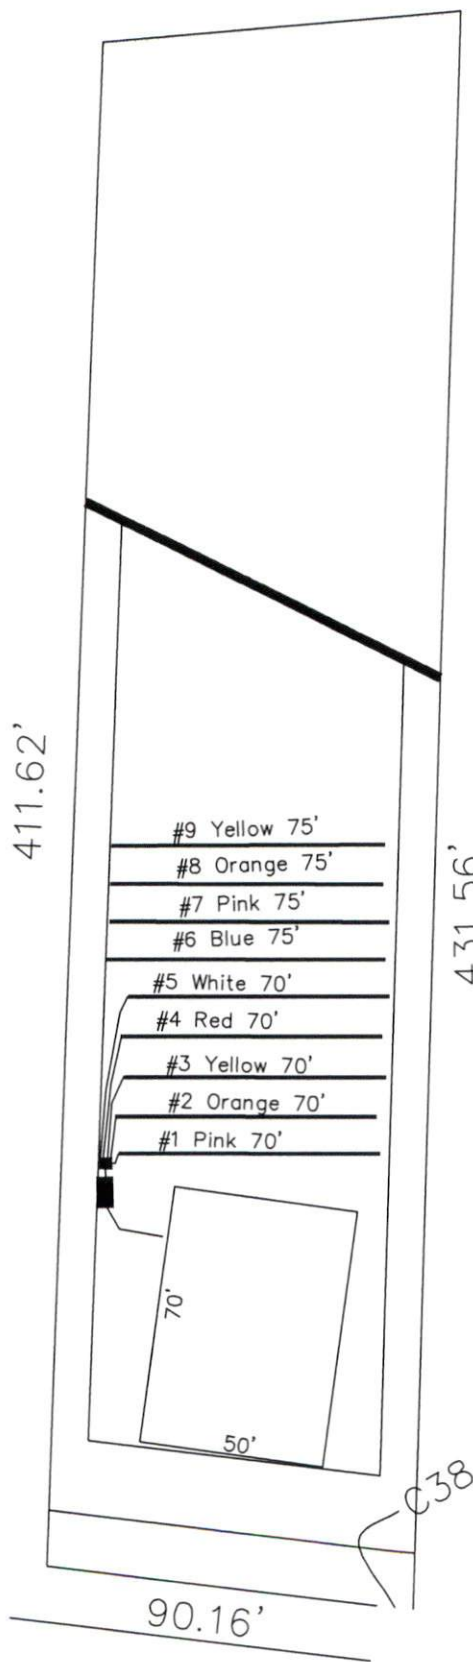 411.62'
431.56'
#9 Yellow 75'
#8 Orange 75'
#7 Pink 75'
#6 Blue 75'
#5 White 70'
#4 Red 70'
#3 Yellow 70'
#2 Orange 70'
#1 Pink 70'
70'
50'
C38
90.16'